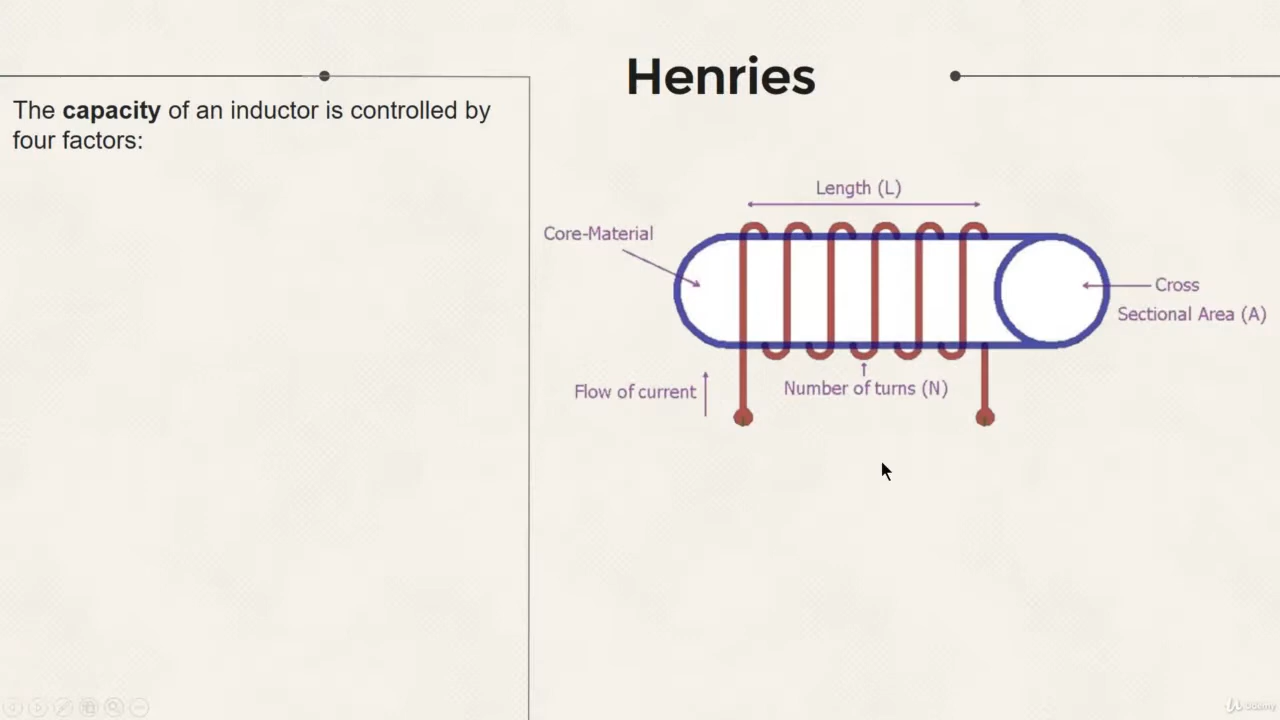 Henries
The capacity of an inductor is controlled by
four factors:
Length (L)
Core-Material
Cross
Sectional Area (A)
Flow of current
Number of turns (N)
Udemy